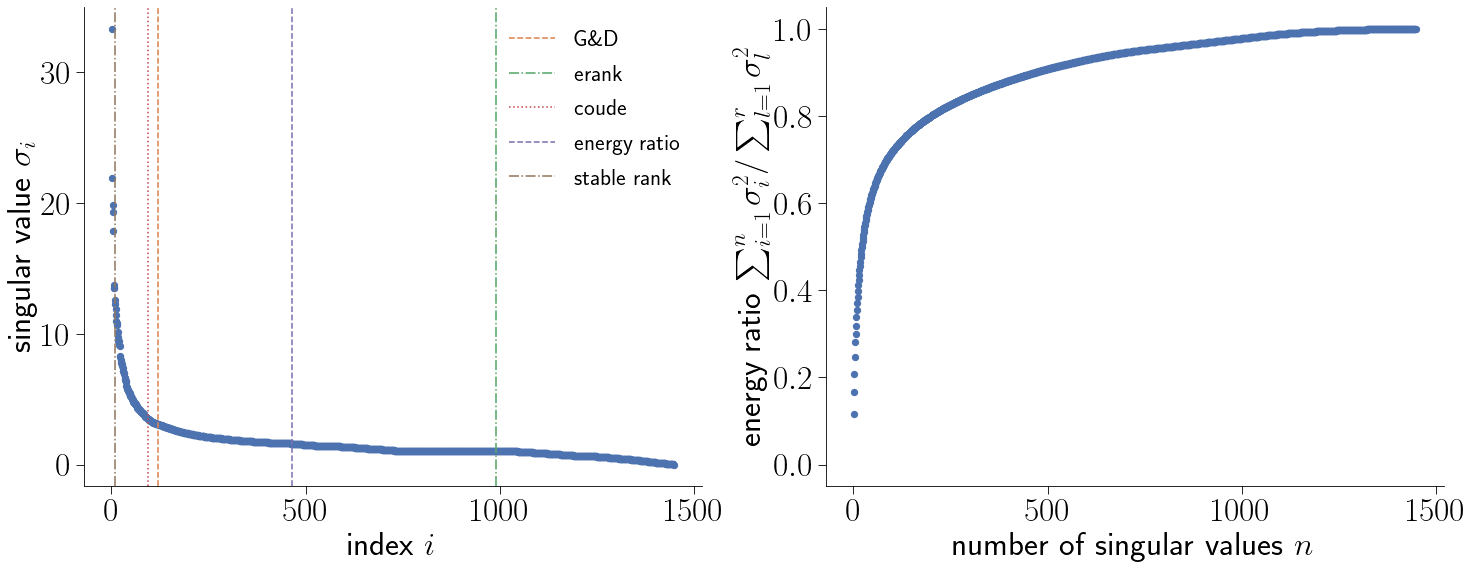 singular value σ_i
30
20
10
0
0
500
1000
1500
index i
G&D
erank
coude
energy ratio
stable rank
energy ratio ∑_{i=1}^{n} σ_i^2 / ∑_{l=1}^{r} σ_l^2
1.0
0.8
0.6
0.4
0.2
0.0
0
500
1000
1500
number of singular values n